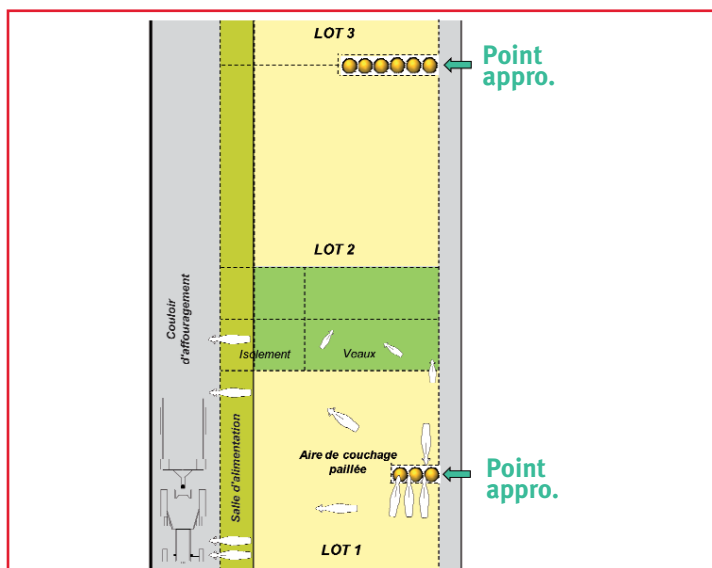 LOT 3
Point
appro.
LOT 2
Couloir
d'affouragement
Isolement
Veaux
Salle d'alimentation
Aire de couchage
paillée
Point
appro.
LOT 1